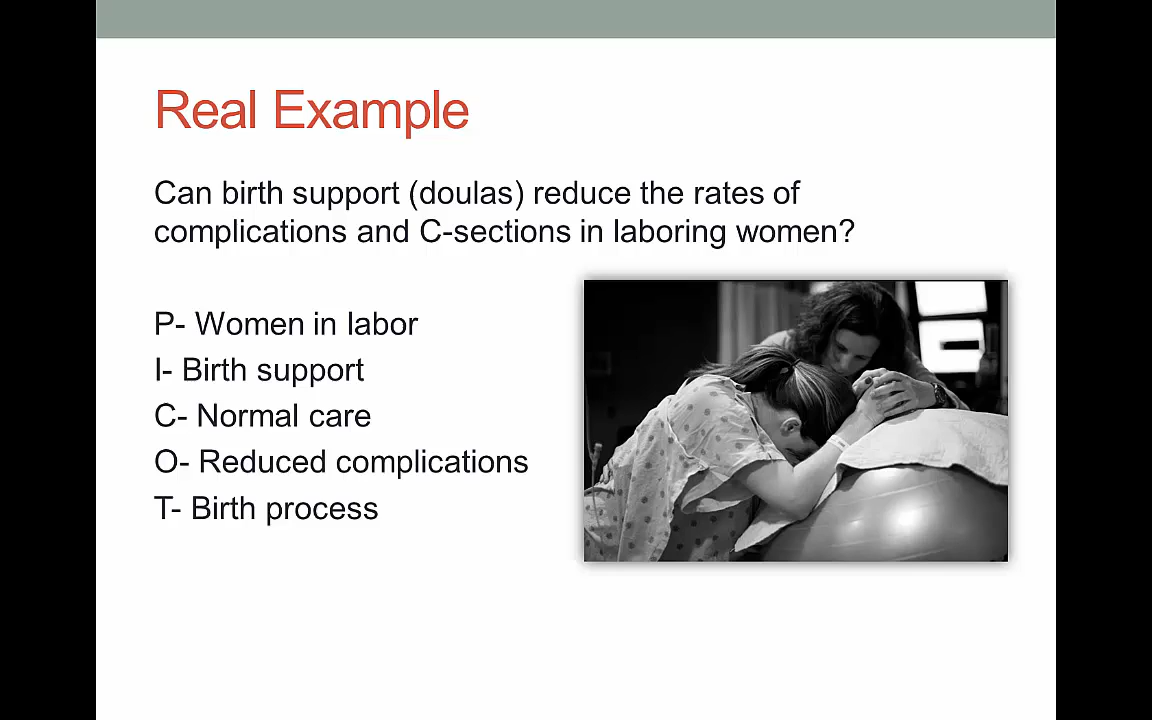 Real Example
Can birth support (doulas) reduce the rates of
complications and C-sections in laboring women?
P- Women in labor
I- Birth support
C- Normal care
O- Reduced complications
T- Birth process